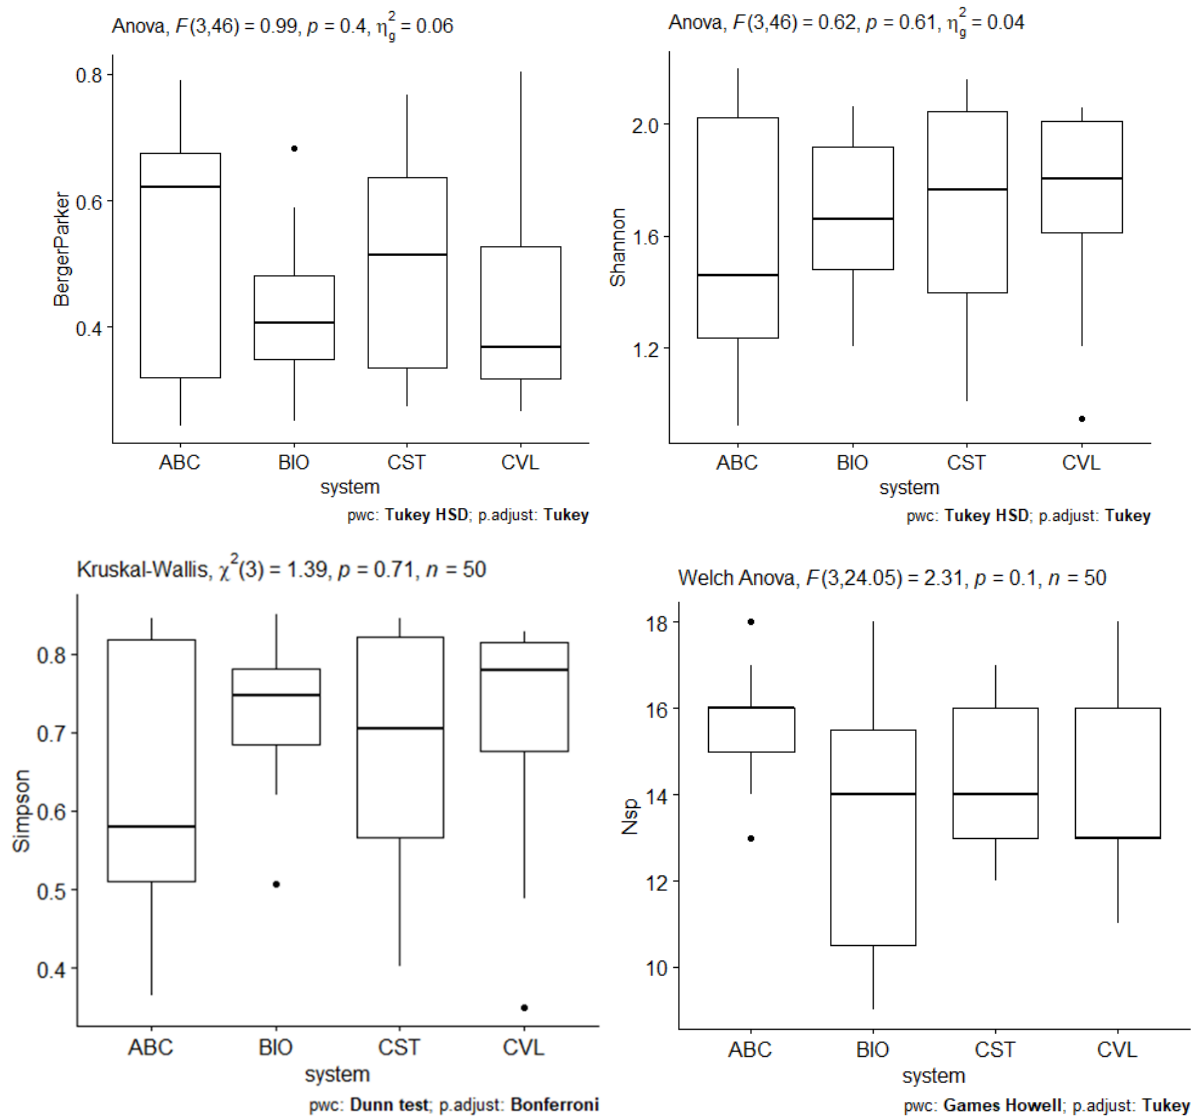 Anova, F(3,46) = 0.99, p = 0.4, η²g = 0.06
0.8
0.6
0.4
BergerParker
ABC BIO CST CVL
system
pwc: Tukey HSD; p.adjust: Tukey
Anova, F(3,46) = 0.62, p = 0.61, η²g = 0.04
2.0
1.6
1.2
Shannon
ABC BIO CST CVL
system
pwc: Tukey HSD; p.adjust: Tukey
Kruskal-Wallis, χ²(3) = 1.39, p = 0.71, n = 50
0.8
0.7
0.6
0.5
0.4
Simpson
ABC BIO CST CVL
system
pwc: Dunn test; p.adjust: Bonferroni
Welch Anova, F(3,24.05) = 2.31, p = 0.1, n = 50
18
16
14
12
10
Nsp
ABC BIO CST CVL
system
pwc: Games Howell; p.adjust: Tukey